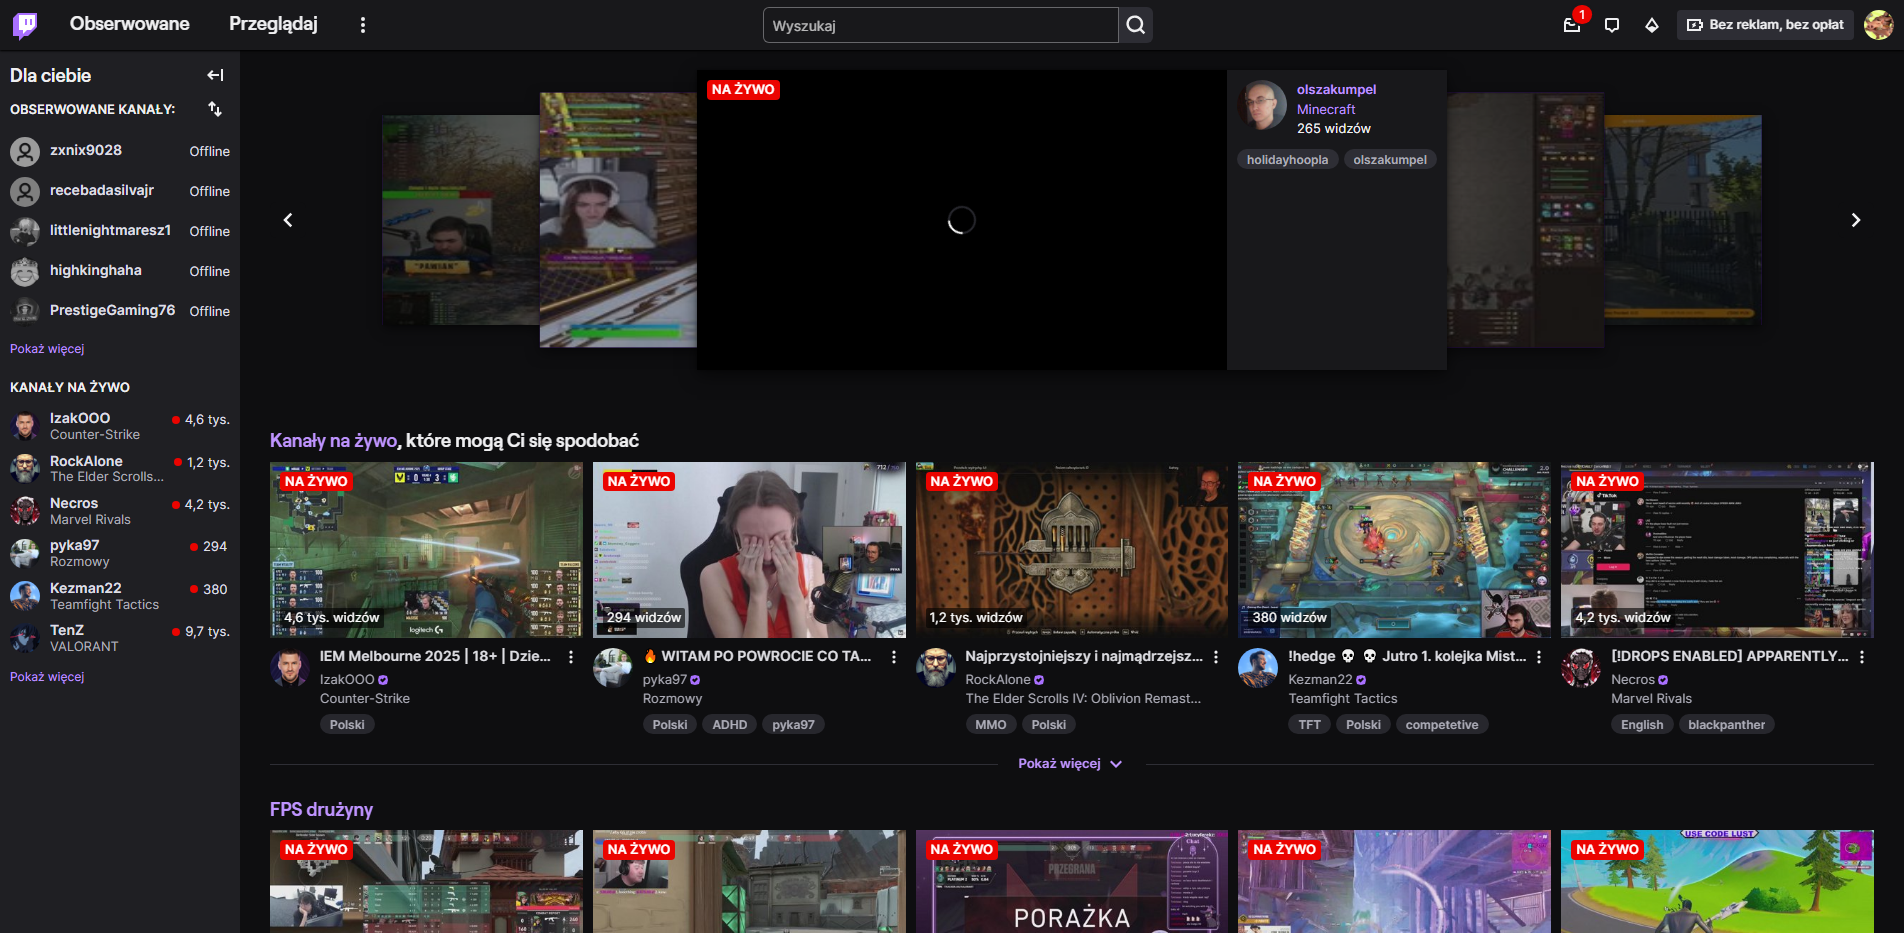 Obserwowane
Przeglądaj
Wyszukaj
1
Bez reklam, bez opłat
Dla ciebie
OBSERWOWANE KANAŁY:
zxnix9028 Offline
recebadasilvajr Offline
littlenightmaresz1 Offline
highkinghaha Offline
PrestigeGaming76 Offline
Pokaż więcej
KANAŁY NA ŻYWO
IzakOOO 4,6 tys.
Counter-Strike
RockAlone 1,2 tys.
The Elder Scrolls...
Necros 4,2 tys.
Marvel Rivals
pyka97 294
Rozmowy
Kezman22 380
Teamfight Tactics
TenZ 9,7 tys.
VALORANT
Pokaż więcej
"PAWIAN"
NA ŻYWO
olszakumpel
Minecraft
265 widzów
holidayhoopla olszakumpel
Kanały na żywo, które mogą Ci się spodobać
NA ŻYWO
0 3
logitech G
4,6 tys. widzów
IEM Melbourne 2025 | 18+ | Dzie...
IzakOOO
Counter-Strike
Polski
NA ŻYWO
294 widzów
🔥 WITAM PO POWROCIE CO TA...
pyka97
Rozmowy
Polski ADHD pyka97
NA ŻYWO
1,2 tys. widzów
Najprzystojniejszy i najmądrzejsz...
RockAlone
The Elder Scrolls IV: Oblivion Remast...
MMO Polski
NA ŻYWO
CHALLENGER
380 widzów
!hedge 💀 💀 Jutro 1. kolejka Mist...
Kezman22
Teamfight Tactics
TFT Polski competetive
NA ŻYWO
TikTok
4,2 tys. widzów
[!DROPS ENABLED] APPARENTLY...
Necros
Marvel Rivals
English blackpanther
Pokaż więcej
FPS drużyny
NA ŻYWO
NA ŻYWO
NA ŻYWO
Chat
PRZEGRANA
PORAŻKA
NA ŻYWO
NA ŻYWO
USE CODE LUST